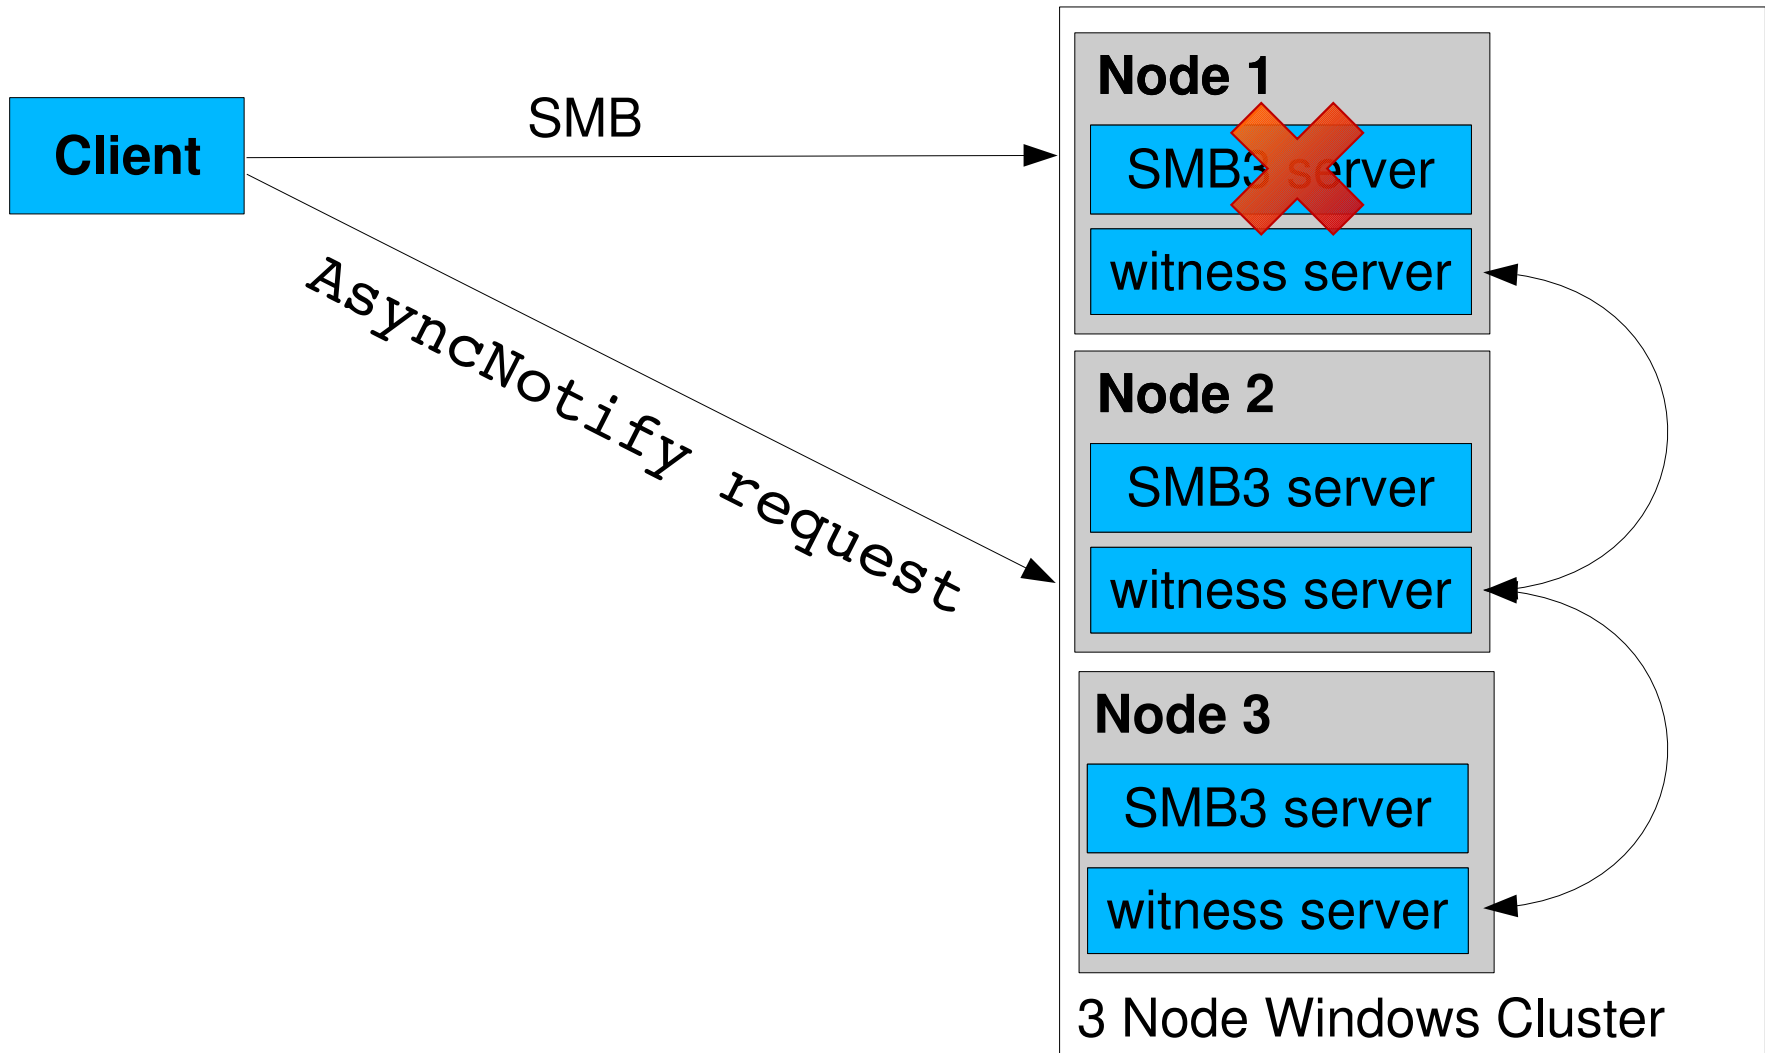 Client
SMB
AsyncNotify request
Node 1
SMB3 server
witness server
Node 2
SMB3 server
witness server
Node 3
SMB3 server
witness server
3 Node Windows Cluster